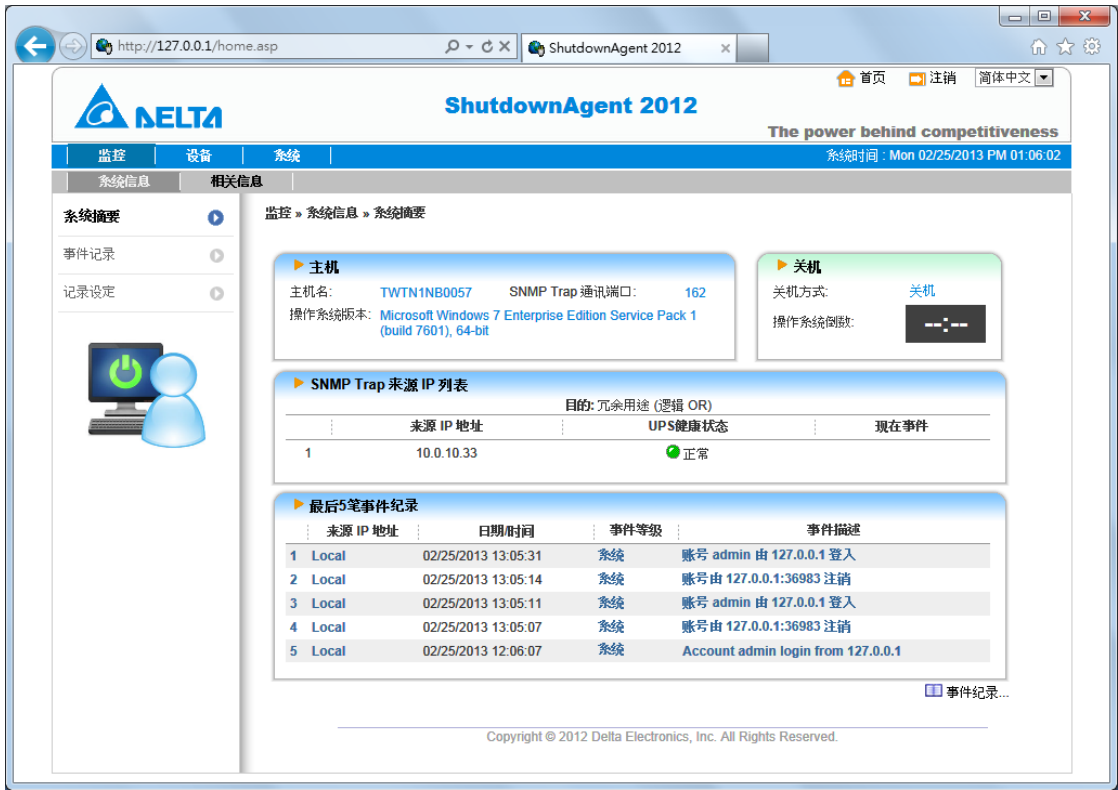 http://127.0.0.1/home.asp
ShutdownAgent 2012
首页 注销 简体中文
DELTA
ShutdownAgent 2012
The power behind competitiveness
监控 设备 系统 系统时间 : Mon 02/25/2013 PM 01:06:02
系统信息 相关信息
系统摘要
事件记录
记录设定
监控 » 系统信息 » 系统摘要
主机
主机名: TWTN1NB0057 SNMP Trap 通讯端口: 162
操作系统版本: Microsoft Windows 7 Enterprise Edition Service Pack 1
(build 7601), 64-bit
关机
关机方式: 关机
操作系统倒数: --:--
SNMP Trap 来源 IP 列表
目的: 冗余用途 (逻辑 OR)
来源 IP 地址 UPS健康状态 现在事件
1 10.0.10.33 正常
最后5笔事件纪录
来源 IP 地址 日期/时间 事件等级 事件描述
1 Local 02/25/2013 13:05:31 系统 账号 admin 由 127.0.0.1 登入
2 Local 02/25/2013 13:05:14 系统 账号由 127.0.0.1:36983 注销
3 Local 02/25/2013 13:05:11 系统 账号 admin 由 127.0.0.1 登入
4 Local 02/25/2013 13:05:07 系统 账号由 127.0.0.1:36983 注销
5 Local 02/25/2013 12:06:07 系统 Account admin login from 127.0.0.1
事件纪录...
Copyright © 2012 Delta Electronics, Inc. All Rights Reserved.